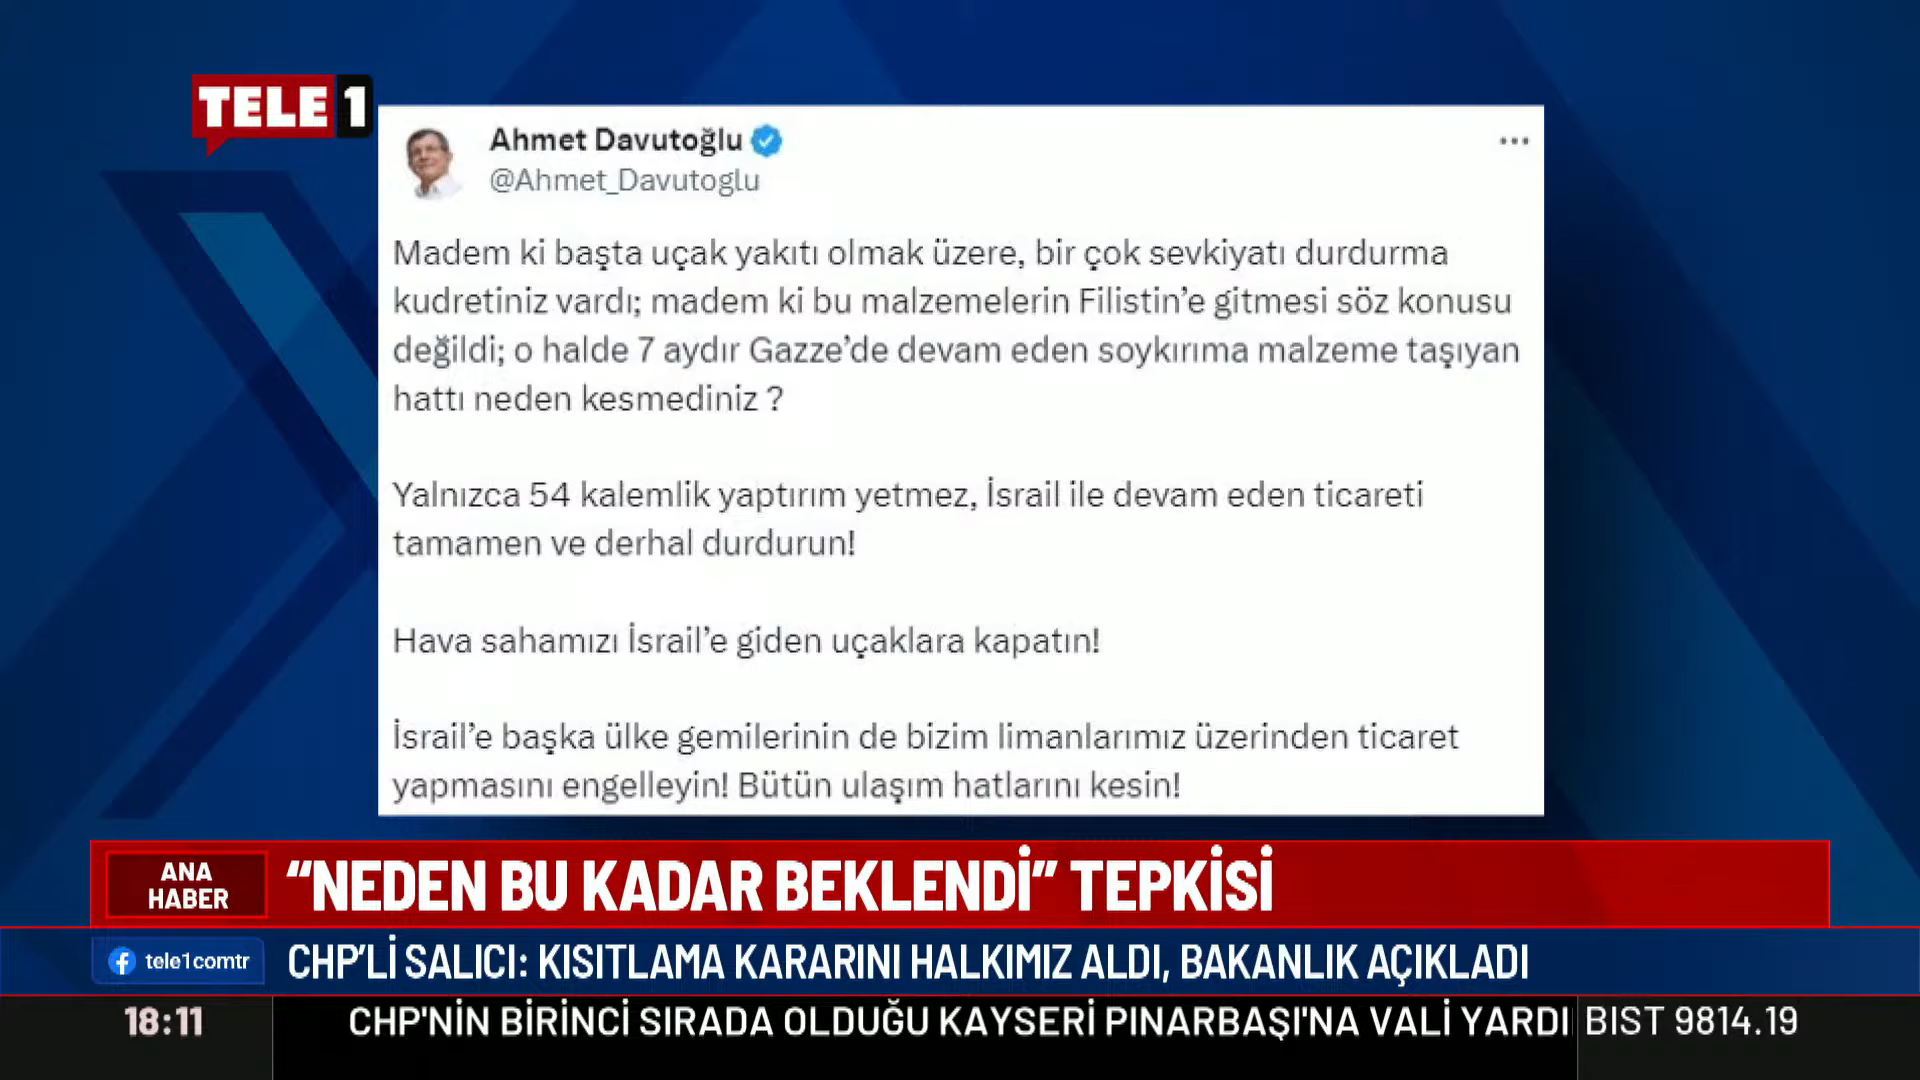 TELE1
Ahmet Davutoğlu
@Ahmet_Davutoglu
Madem ki başta uçak yakıtı olmak üzere, bir çok sevkiyatı durdurma
kudretiniz vardı; madem ki bu malzemelerin Filistin’e gitmesi söz konusu
değildi; o halde 7 aydır Gazze’de devam eden soykırıma malzeme taşıyan
hattı neden kesmediniz ?
Yalnızca 54 kalemlik yaptırım yetmez, İsrail ile devam eden ticareti
tamamen ve derhal durdurun!
Hava sahamızı İsrail’e giden uçaklara kapatın!
İsrail’e başka ülke gemilerinin de bizim limanlarımız üzerinden ticaret
yapmasını engelleyin! Bütün ulaşım hatlarını kesin!
ANA
HABER
“NEDEN BU KADAR BEKLENDİ” TEPKİSİ
tele1comtr
CHP’Lİ SALICI: KISITLAMA KARARINI HALKIMIZ ALDI, BAKANLIK AÇIKLADI
18:11
CHP'NİN BİRİNCİ SIRADA OLDUĞU KAYSERİ PINARBAŞI'NA VALİ YARDI
BIST 9814.19